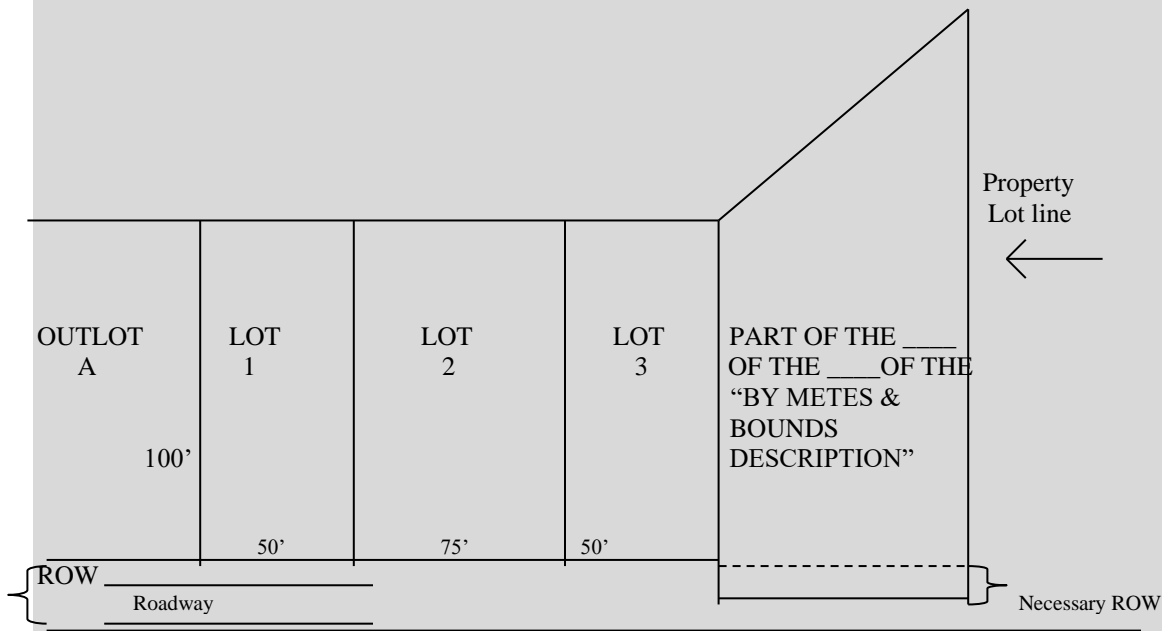 Property
Lot line
OUTLOT
A
LOT
1
LOT
2
LOT
3
PART OF THE ____
OF THE ____OF THE
“BY METES &
BOUNDS
DESCRIPTION”
100’
50’
75’
50’
ROW
Roadway
Necessary ROW